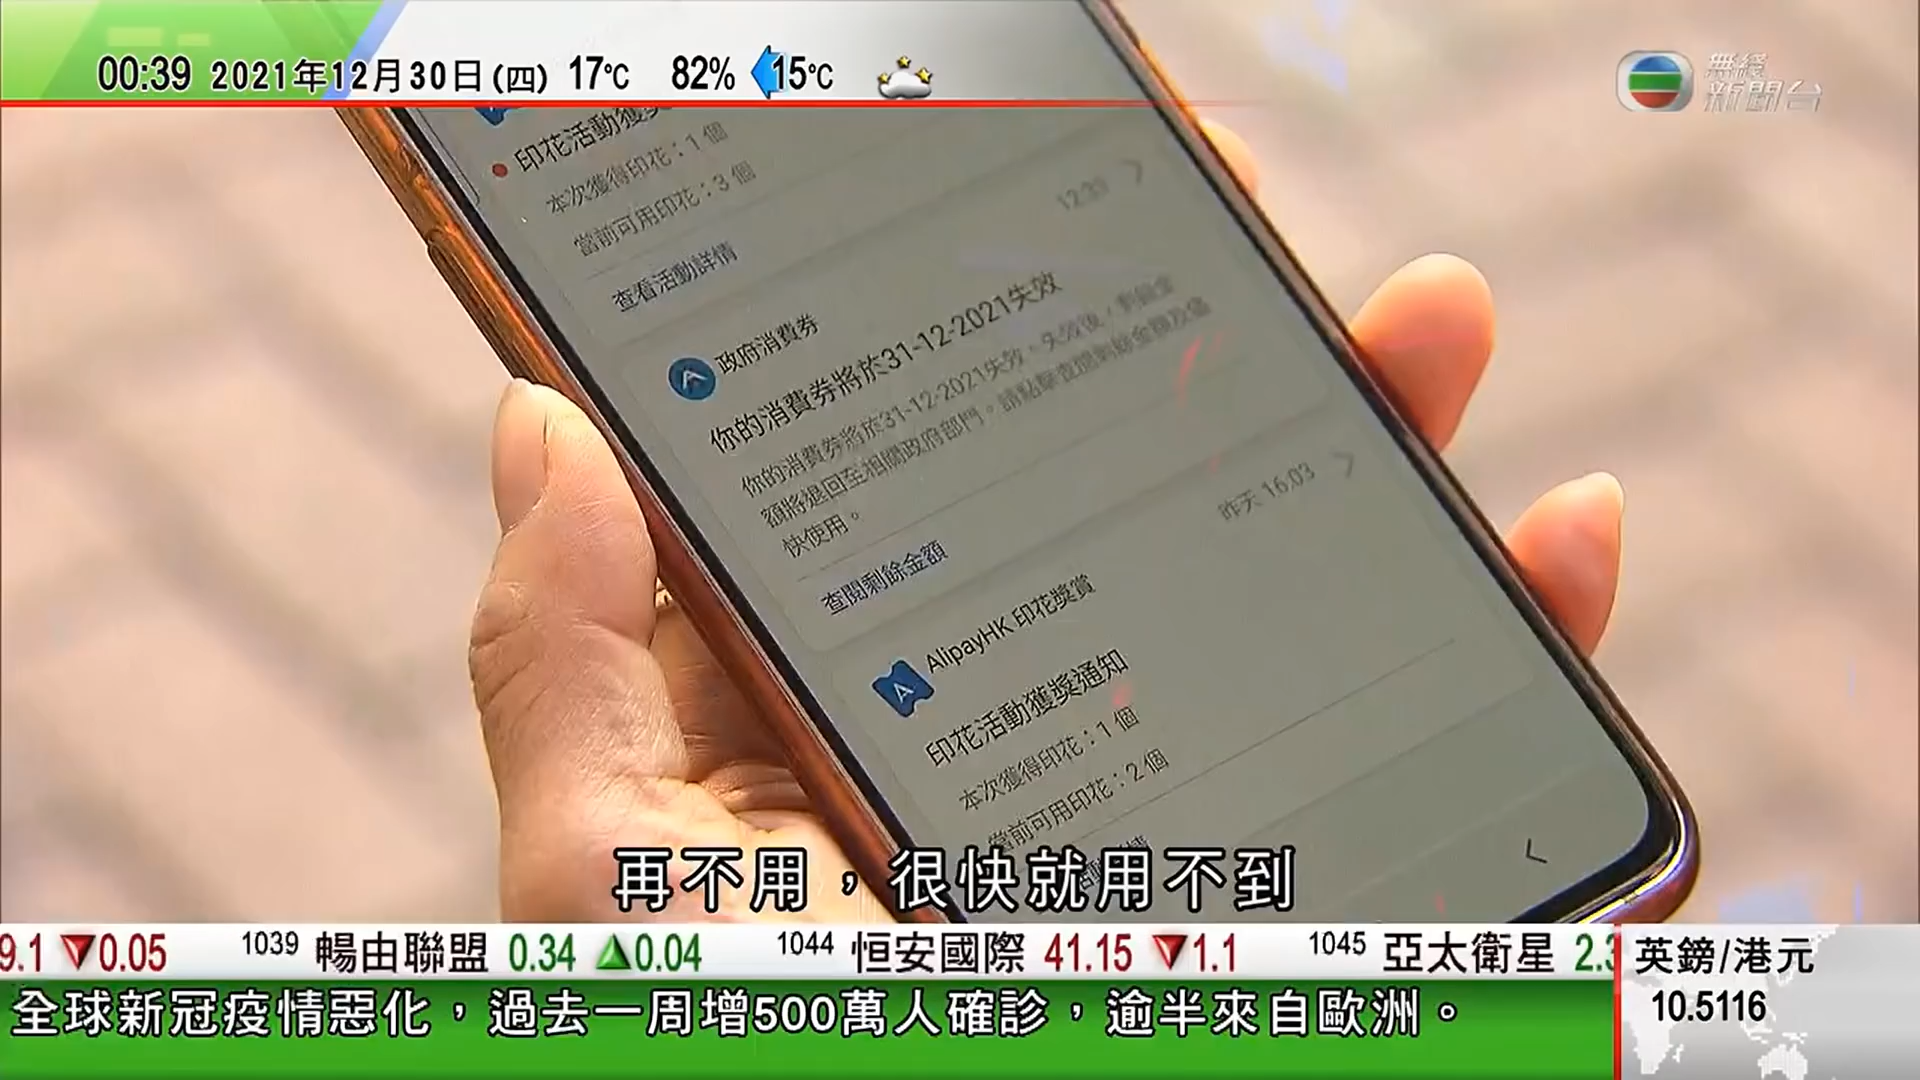 00:39 2021年12月30日(四) 17℃ 82% 15℃
無綫
新聞台
印花活動獲獎
本次獲得印花：1 個
當前可用印花：3 個
查看活動詳情
12:39
政府消費券
你的消費券將於31-12-2021失效
你的消費券將於31-12-2021失效。失效後，剩餘金
額將退回至相關政府部門。請點擊查閱剩餘金額及儘
快使用。
查閱剩餘金額
昨天 16:03
AlipayHK 印花獎賞
印花活動獲獎通知
本次獲得印花：1 個
當前可用印花：2 個
再不用，很快就用不到
9.1 ▼0.05 1039 暢由聯盟 0.34 ▲0.04 1044 恒安國際 41.15 ▼1.1 1045 亞太衛星 2.3
英鎊/港元
10.5116
全球新冠疫情惡化，過去一周增500萬人確診，逾半來自歐洲。